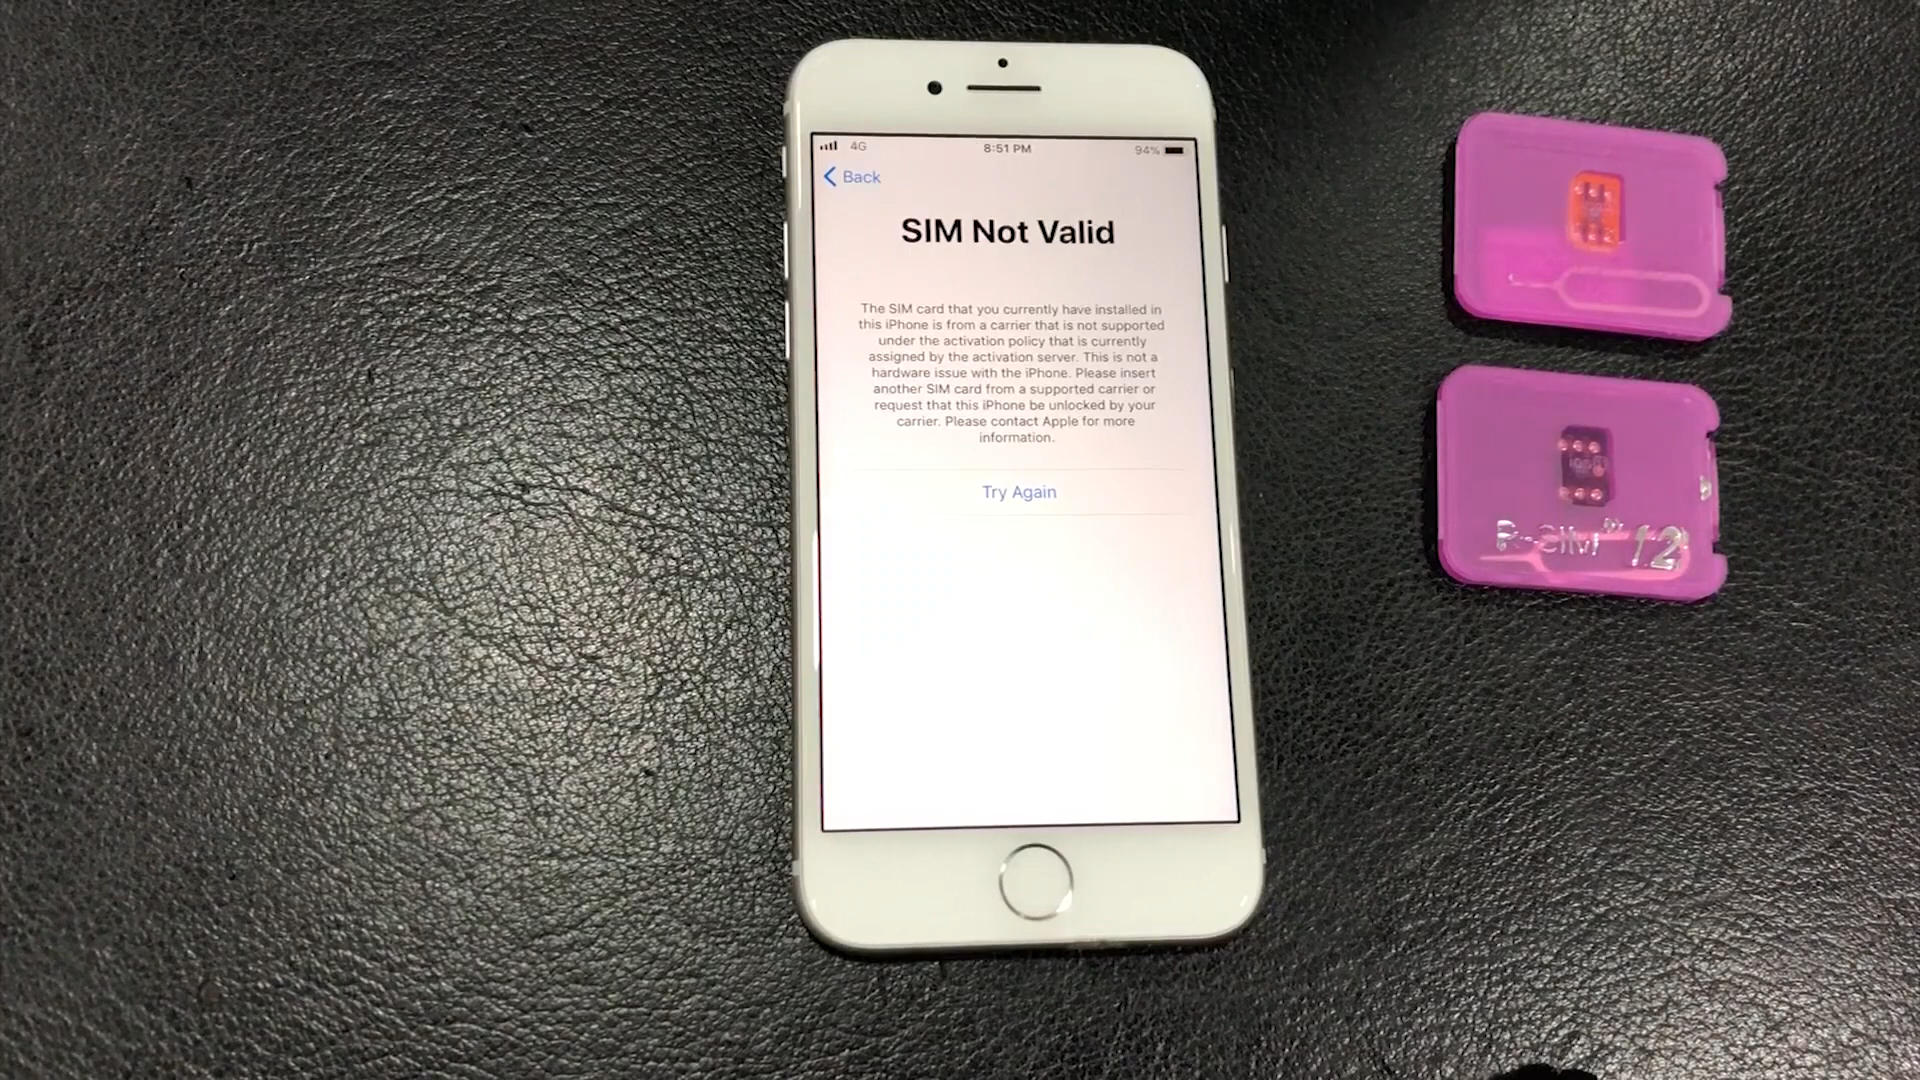 4G 8:51 PM 94%
Back
SIM Not Valid
The SIM card that you currently have installed in
this iPhone is from a carrier that is not supported
under the activation policy that is currently
assigned by the activation server. This is not a
hardware issue with the iPhone. Please insert
another SIM card from a supported carrier or
request that this iPhone be unlocked by your
carrier. Please contact Apple for more
information.
Try Again
R-SIM 12